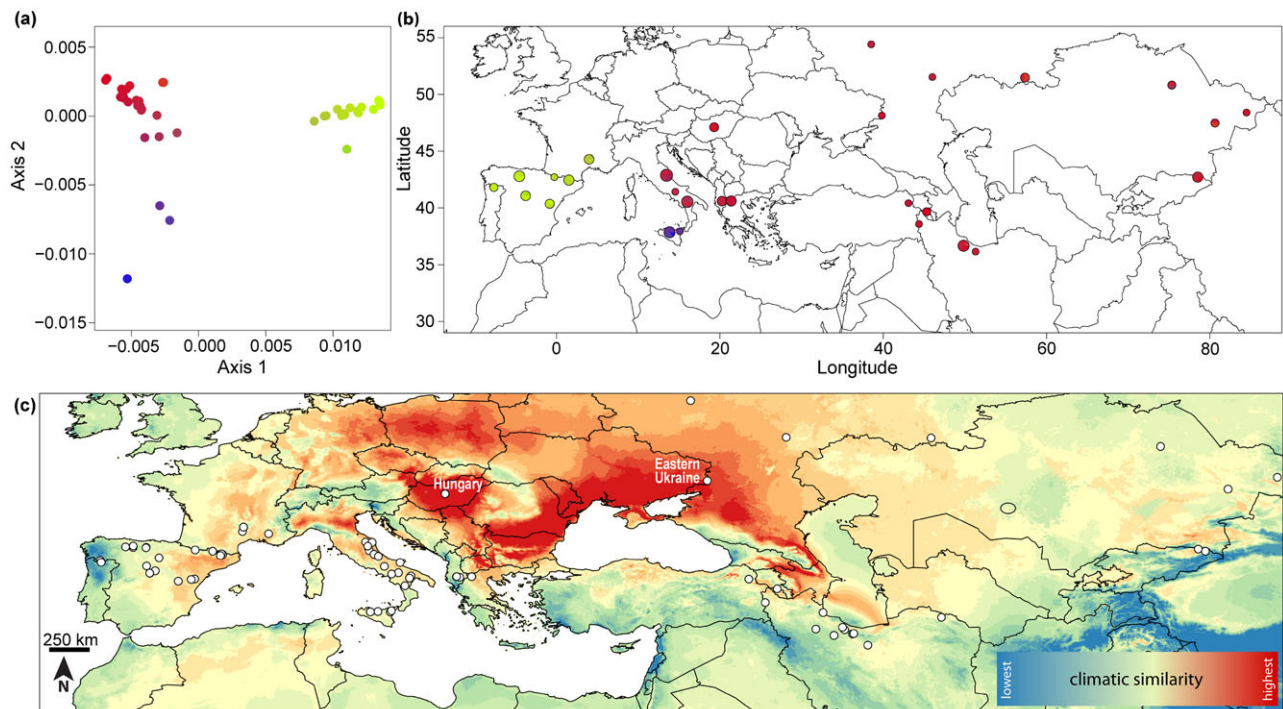 (a)
0.005
0.000
−0.005
−0.010
−0.015
Axis 2
−0.005 0.000 0.005 0.010
Axis 1
(b)
55
50
45
40
35
30
Latitude
0 20 40 60 80
Longitude
(c)
Hungary
Eastern
Ukraine
250 km
N
lowest
climatic similarity
highest